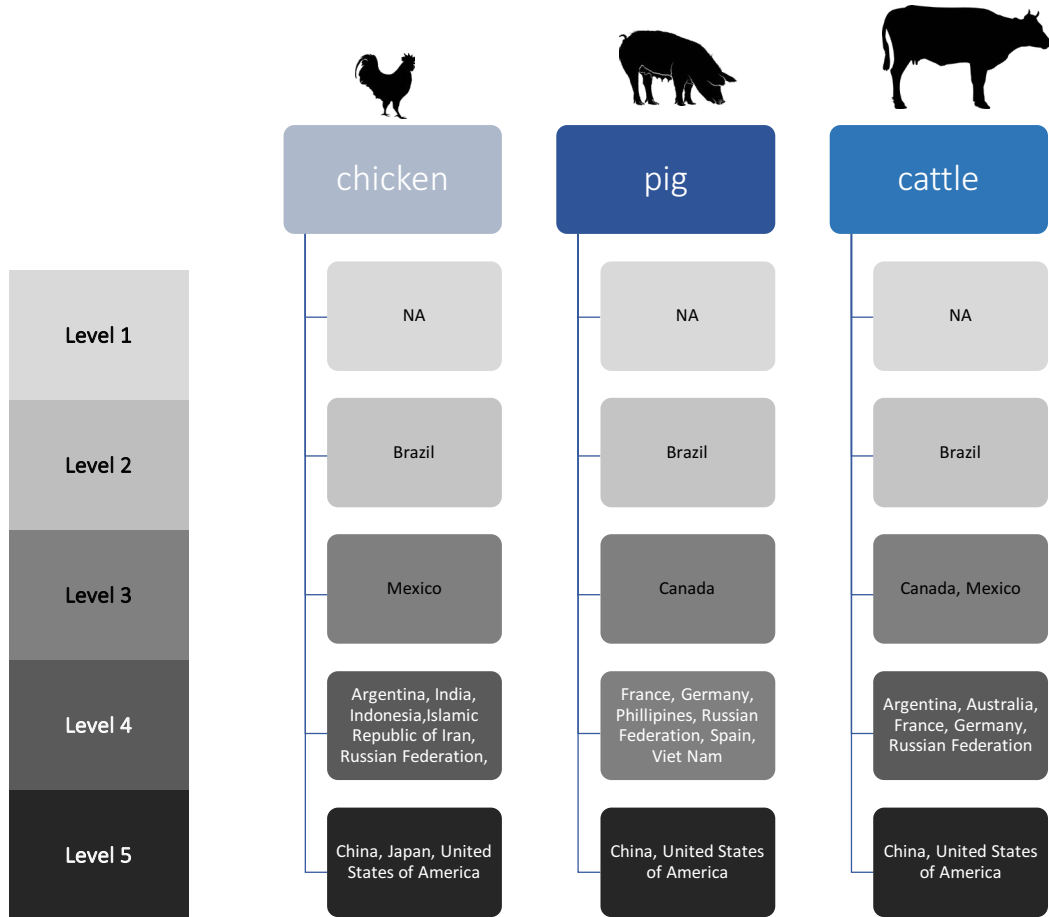 chicken
pig
cattle
Level 1
NA
NA
NA
Level 2
Brazil
Brazil
Brazil
Level 3
Mexico
Canada
Canada, Mexico
Level 4
Argentina, India,
Indonesia,Islamic
Republic of Iran,
Russian Federation,
France, Germany,
Phillipines, Russian
Federation, Spain,
Viet Nam
Argentina, Australia,
France, Germany,
Russian Federation
Level 5
China, Japan, United
States of America
China, United States
of America
China, United States
of America